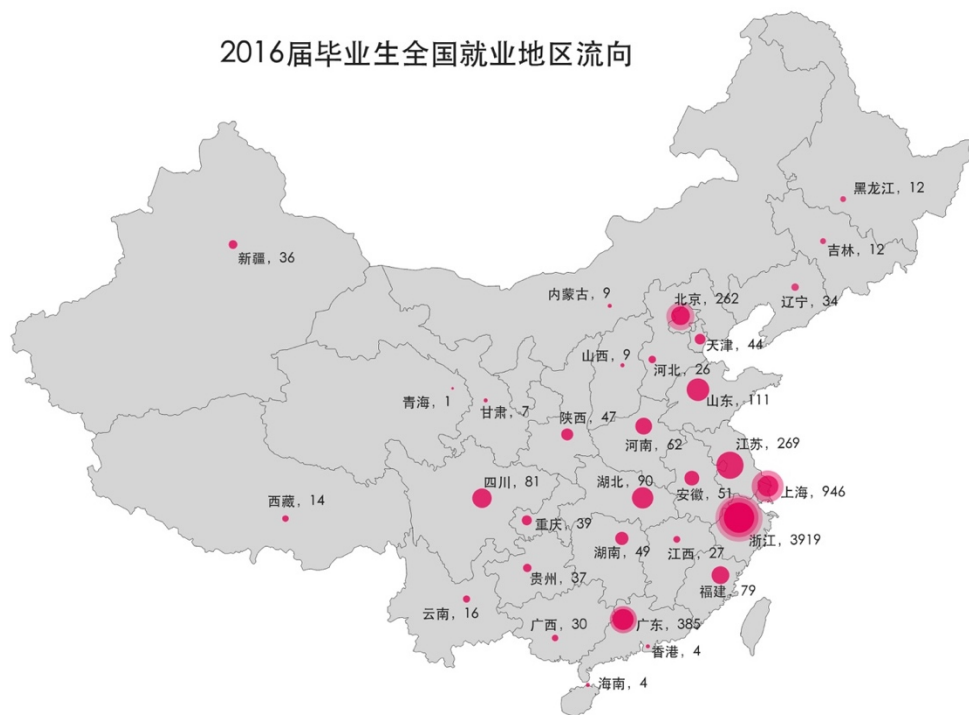 2016届毕业生全国就业地区流向
黑龙江，12
吉林，12
新疆，36
内蒙古，9
北京，262
辽宁，34
天津，44
山西，9
河北，26
青海，1
甘肃，7
山东，111
陕西，47
河南，62
江苏，269
四川，81
湖北，90
安徽，51
上海，946
西藏，14
重庆，39
浙江，3919
湖南，49
江西，27
贵州，37
福建，79
云南，16
广西，30
广东，385
香港，4
海南，4